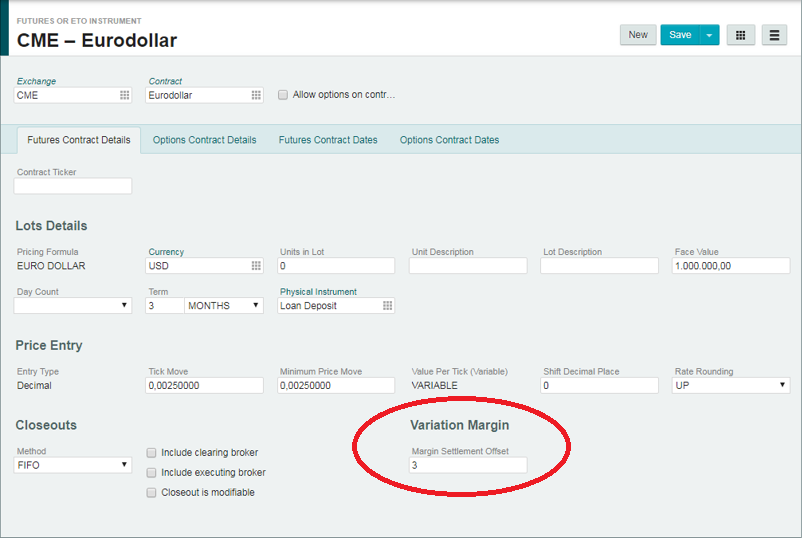 FUTURES OR ETO INSTRUMENT
CME – Eurodollar
New Save
Exchange Contract
CME Eurodollar Allow options on contr…
Futures Contract Details Options Contract Details Futures Contract Dates Options Contract Dates
Contract Ticker
Lots Details
Pricing Formula Currency Units in Lot Unit Description Lot Description Face Value
EURO DOLLAR USD 0 1.000.000,00
Day Count Term Physical Instrument
3 MONTHS Loan Deposit
Price Entry
Entry Type Tick Move Minimum Price Move Value Per Tick (Variable) Shift Decimal Place Rate Rounding
Decimal 0,00250000 0,00250000 VARIABLE 0 UP
Closeouts Variation Margin
Method Include clearing broker Margin Settlement Offset
FIFO 3
Include executing broker
Closeout is modifiable